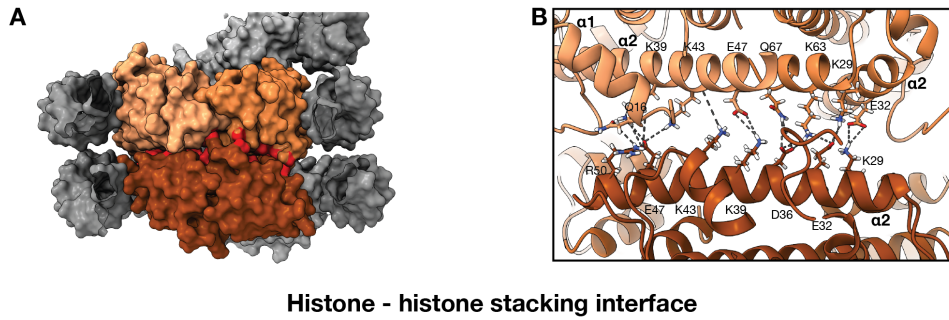 A
B
α1
α2
K39 K43 E47 Q67 K63
K29
α2
Q16
E32
R50
K29
E47 K43 K39 D36 E32
α2
Histone - histone stacking interface